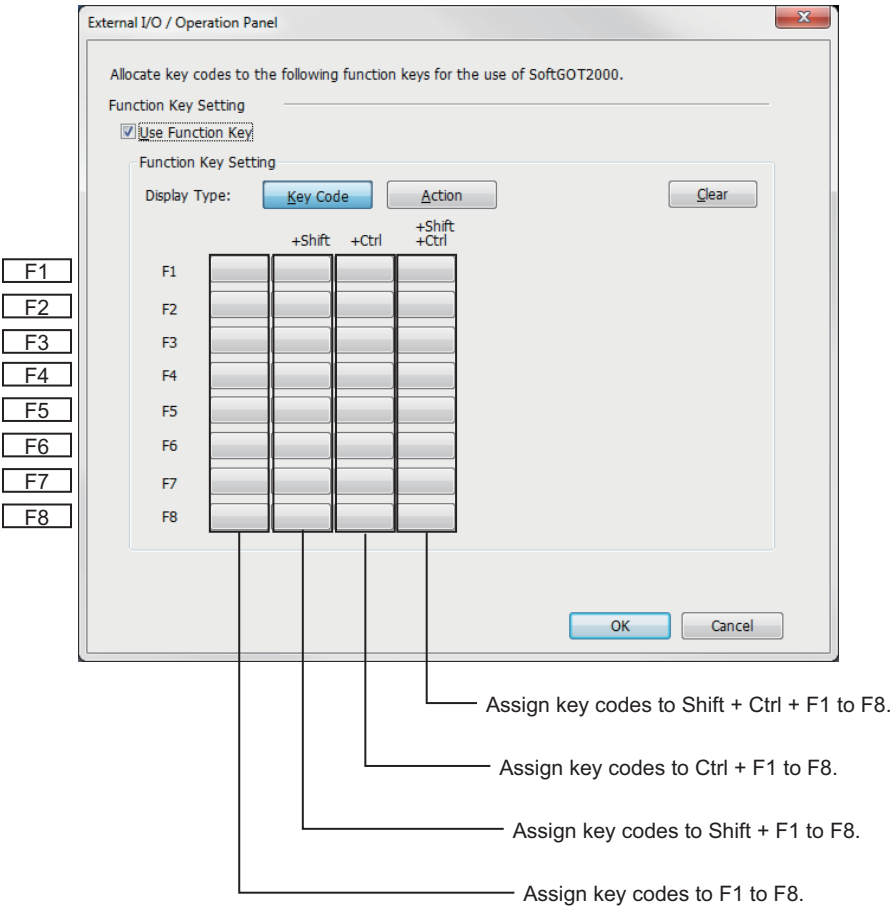 External I/O / Operation Panel
x
Allocate key codes to the following function keys for the use of SoftGOT2000.
Function Key Setting
Use Function Key
Function Key Setting
Display Type: Key Code Action Clear
+Shift +Ctrl +Shift
+Ctrl
F1 F1
F2 F2
F3 F3
F4 F4
F5 F5
F6 F6
F7 F7
F8 F8
OK Cancel
Assign key codes to Shift + Ctrl + F1 to F8.
Assign key codes to Ctrl + F1 to F8.
Assign key codes to Shift + F1 to F8.
Assign key codes to F1 to F8.